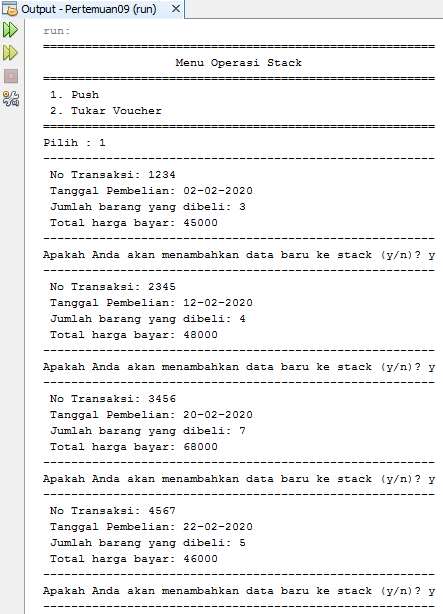 Output - Pertemuan09 (run)
run:
========================================================
Menu Operasi Stack
========================================================
1. Push
2. Tukar Voucher
========================================================
Pilih : 1
--------------------------------------------------------
No Transaksi: 1234
Tanggal Pembelian: 02-02-2020
Jumlah barang yang dibeli: 3
Total harga bayar: 45000
--------------------------------------------------------
Apakah Anda akan menambahkan data baru ke stack (y/n)? y
--------------------------------------------------------
No Transaksi: 2345
Tanggal Pembelian: 12-02-2020
Jumlah barang yang dibeli: 4
Total harga bayar: 48000
--------------------------------------------------------
Apakah Anda akan menambahkan data baru ke stack (y/n)? y
--------------------------------------------------------
No Transaksi: 3456
Tanggal Pembelian: 20-02-2020
Jumlah barang yang dibeli: 7
Total harga bayar: 68000
--------------------------------------------------------
Apakah Anda akan menambahkan data baru ke stack (y/n)? y
--------------------------------------------------------
No Transaksi: 4567
Tanggal Pembelian: 22-02-2020
Jumlah barang yang dibeli: 5
Total harga bayar: 46000
--------------------------------------------------------
Apakah Anda akan menambahkan data baru ke stack (y/n)? y
--------------------------------------------------------